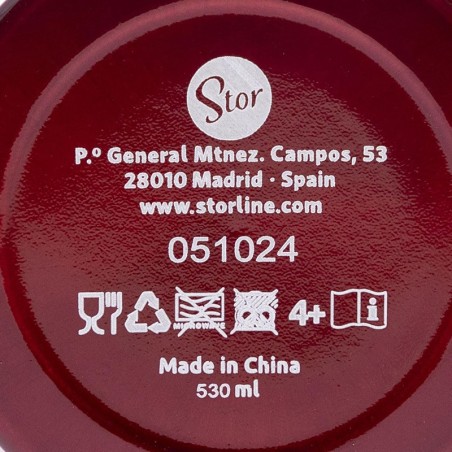 Stor
P.º General Mtnez. Campos, 53
28010 Madrid · Spain
www.storline.com
051024
MICROWAVE 4+ i
Made in China
530 ml